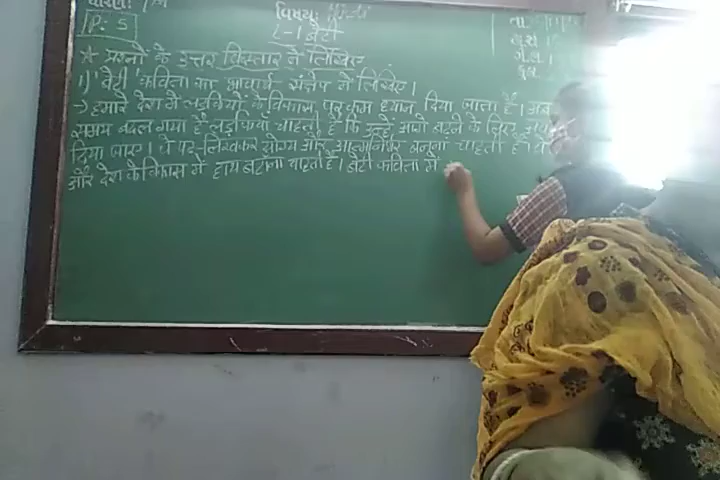 विषय: हिन्दी
P: 5
L-1 बेटी
★ प्रश्नों के उत्तर विस्तार से लिखिए-
1) 'बेटी' कविता का भावार्थ संक्षेप में लिखिए।
→ हमारे देश में लड़कियों के विकास पर कम ध्यान दिया जाता है। अब
समय बदल गया है लड़कियाँ चाहती हैं कि उन्हें आगे बढ़ने के लिए
दिया जाए। वे पढ़-लिखकर योग्य और आत्मनिर्भर बनना चाहती हैं। वे
और देश के विकास में हाथ बटाना चाहती हैं। बेटी कविता में